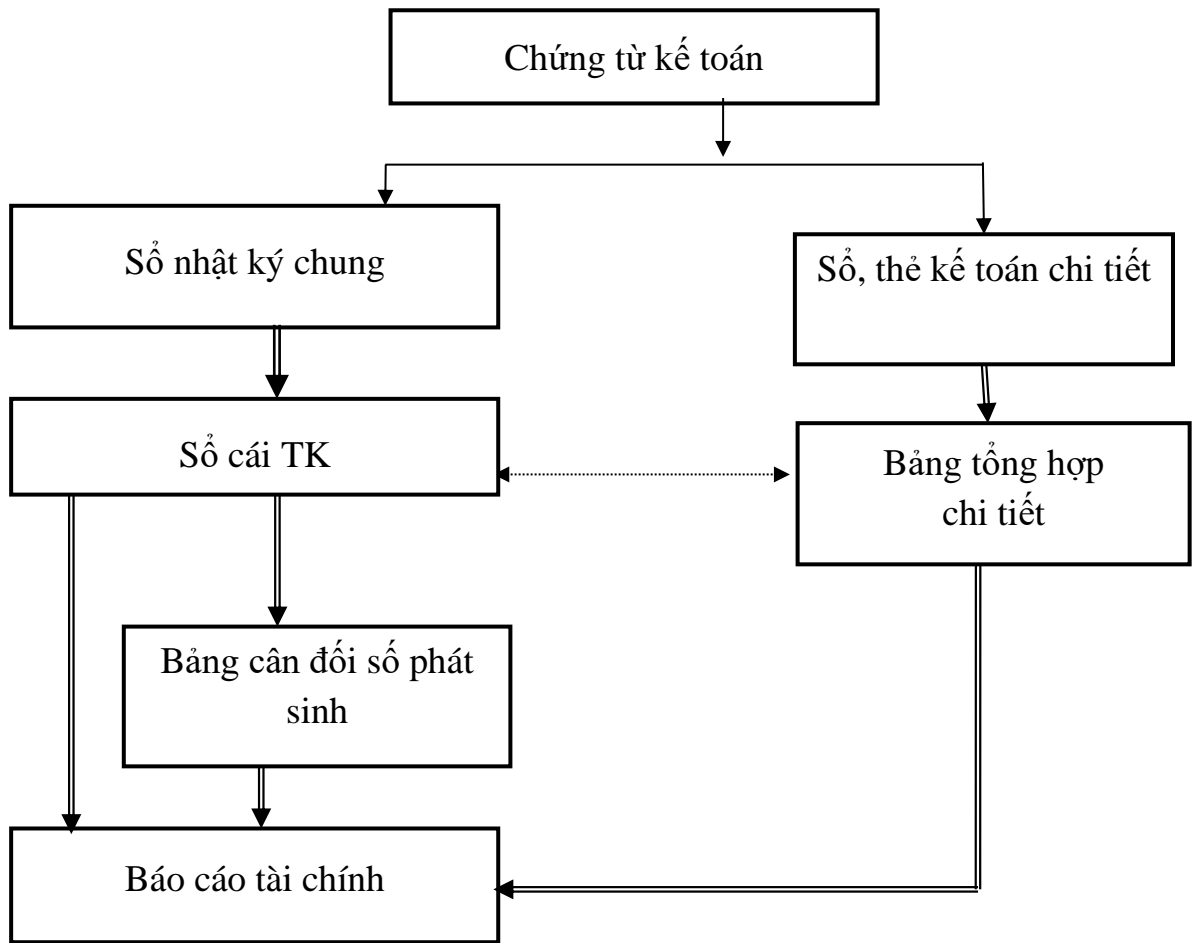 Chứng từ kế toán
Sổ nhật ký chung
Sổ, thẻ kế toán chi tiết
Sổ cái TK
Bảng tổng hợp
chi tiết
Bảng cân đối số phát
sinh
Báo cáo tài chính